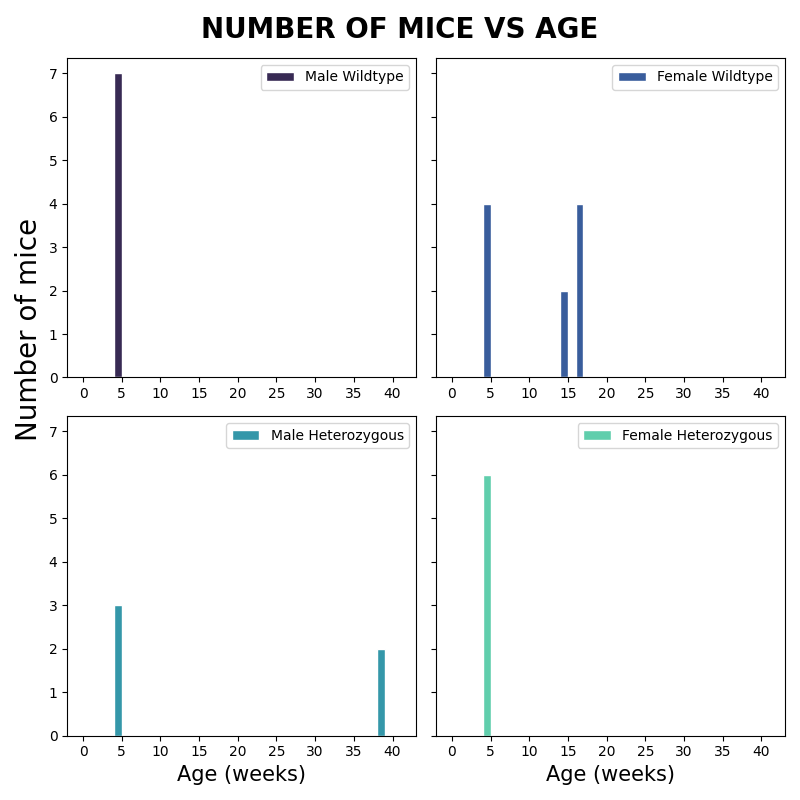 NUMBER OF MICE VS AGE
Number of mice
Male Wildtype
7
6
5
4
3
2
1
0
0 5 10 15 20 25 30 35 40
Female Wildtype
0 5 10 15 20 25 30 35 40
Male Heterozygous
7
6
5
4
3
2
1
0
0 5 10 15 20 25 30 35 40
Age (weeks)
Female Heterozygous
0 5 10 15 20 25 30 35 40
Age (weeks)